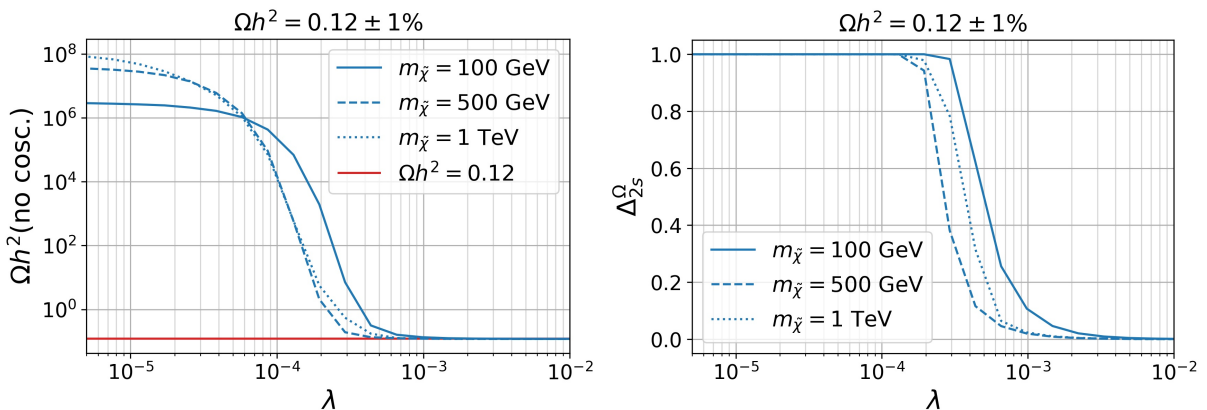 Ωh² = 0.12 ± 1%
Ωh²(no cosc.)
10⁸
10⁶
10⁴
10²
10⁰
m_χ̃ = 100 GeV
m_χ̃ = 500 GeV
m_χ̃ = 1 TeV
Ωh² = 0.12
10⁻⁵
10⁻⁴
10⁻³
10⁻²
λ
Ωh² = 0.12 ± 1%
Δ^Ω_2s
1.0
0.8
0.6
0.4
0.2
0.0
m_χ̃ = 100 GeV
m_χ̃ = 500 GeV
m_χ̃ = 1 TeV
10⁻⁵
10⁻⁴
10⁻³
10⁻²
λ